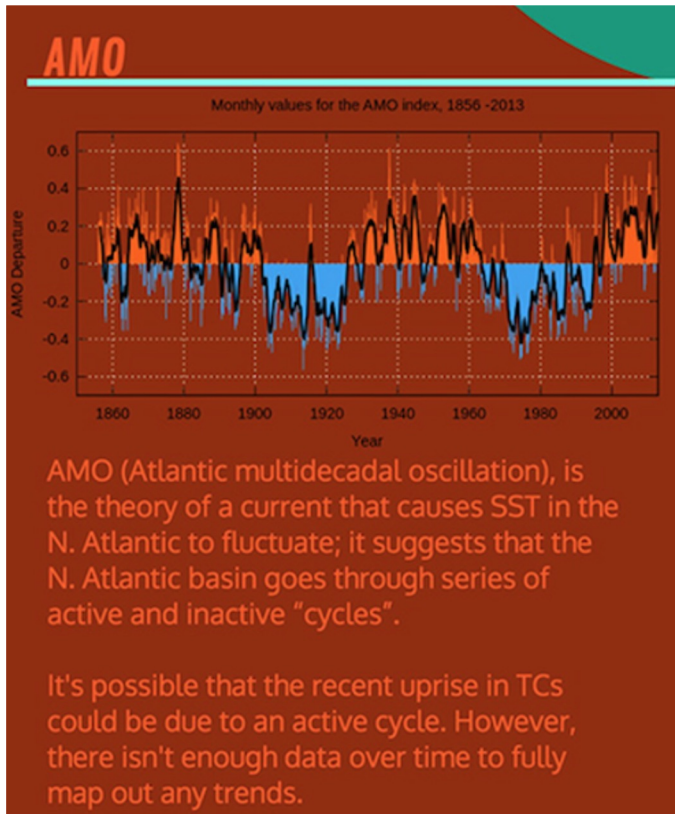 AMO
Monthly values for the AMO index, 1856 -2013
0.6
0.4
0.2
0
-0.2
-0.4
-0.6
AMO Departure
1860 1880 1900 1920 1940 1960 1980 2000
Year
AMO (Atlantic multidecadal oscillation), is
the theory of a current that causes SST in the
N. Atlantic to fluctuate; it suggests that the
N. Atlantic basin goes through series of
active and inactive “cycles”.
It's possible that the recent uprise in TCs
could be due to an active cycle. However,
there isn't enough data over time to fully
map out any trends.